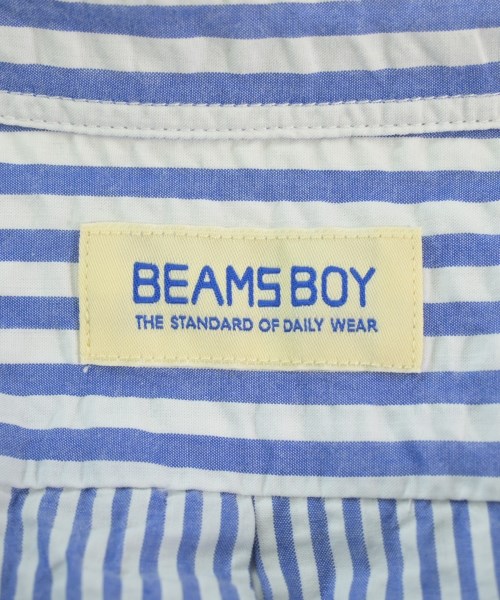 BEAMS BOY
THE STANDARD OF DAILY WEAR